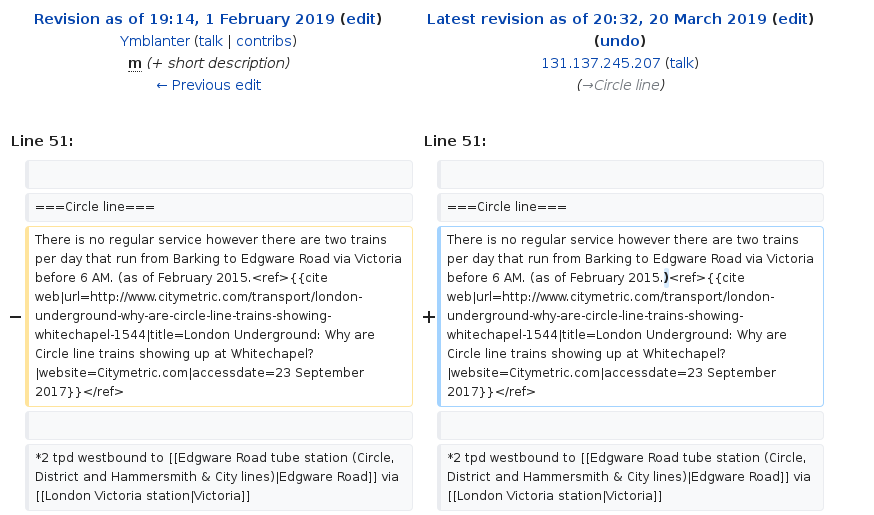 Revision as of 19:14, 1 February 2019 (edit)
Ymblanter (talk | contribs)
m (+ short description)
← Previous edit
Latest revision as of 20:32, 20 March 2019 (edit)
(undo)
131.137.245.207 (talk)
(→Circle line)
Line 51:
Line 51:
===Circle line===
===Circle line===
−
There is no regular service however there are two trains
per day that run from Barking to Edgware Road via Victoria
before 6 AM. (as of February 2015.<ref>{{cite
web|url=http://www.citymetric.com/transport/london-
underground-why-are-circle-line-trains-showing-
whitechapel-1544|title=London Underground: Why are
Circle line trains showing up at Whitechapel?
|website=Citymetric.com|accessdate=23 September
2017}}</ref>
+
There is no regular service however there are two trains
per day that run from Barking to Edgware Road via Victoria
before 6 AM. (as of February 2015.)<ref>{{cite
web|url=http://www.citymetric.com/transport/london-
underground-why-are-circle-line-trains-showing-
whitechapel-1544|title=London Underground: Why are
Circle line trains showing up at Whitechapel?
|website=Citymetric.com|accessdate=23 September
2017}}</ref>
*2 tpd westbound to [[Edgware Road tube station (Circle,
District and Hammersmith & City lines)|Edgware Road]] via
[[London Victoria station|Victoria]]
*2 tpd westbound to [[Edgware Road tube station (Circle,
District and Hammersmith & City lines)|Edgware Road]] via
[[London Victoria station|Victoria]]